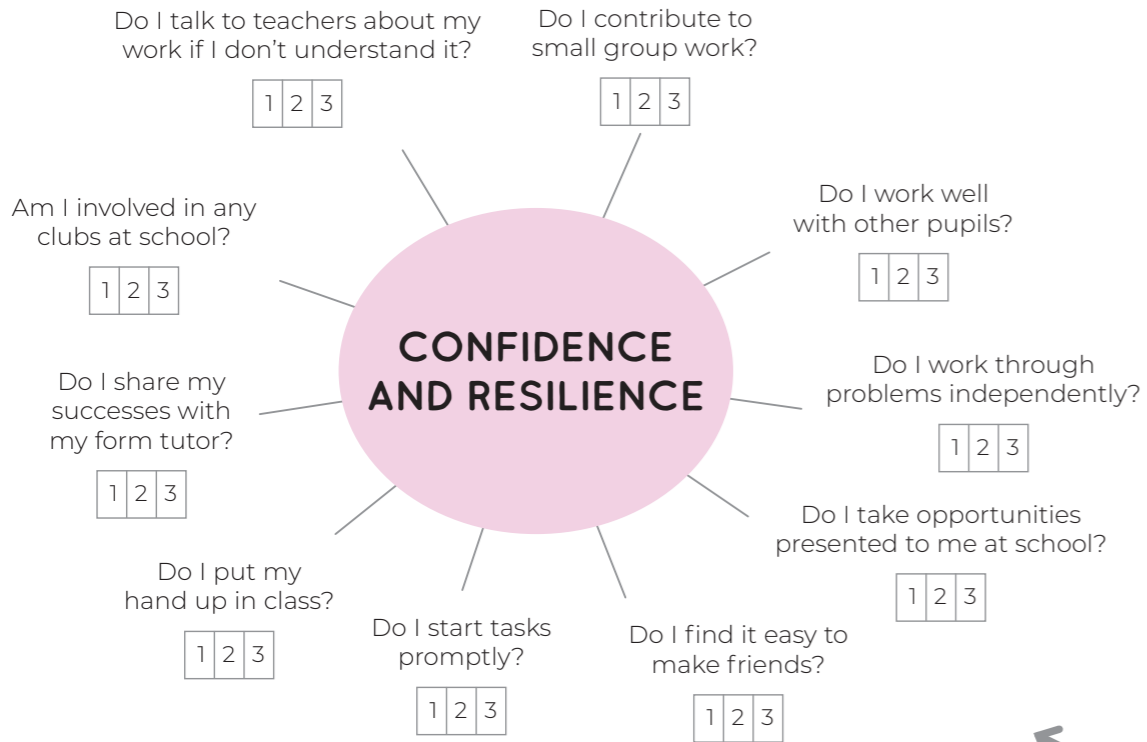 Do I talk to teachers about my
work if I don't understand it?
1 2 3
Do I contribute to
small group work?
1 2 3
Do I work well
with other pupils?
1 2 3
Am I involved in any
clubs at school?
1 2 3
CONFIDENCE
AND RESILIENCE
Do I work through
problems independently?
1 2 3
Do I share my
successes with
my form tutor?
1 2 3
Do I take opportunities
presented to me at school?
1 2 3
Do I put my
hand up in class?
1 2 3
Do I start tasks
promptly?
1 2 3
Do I find it easy to
make friends?
1 2 3